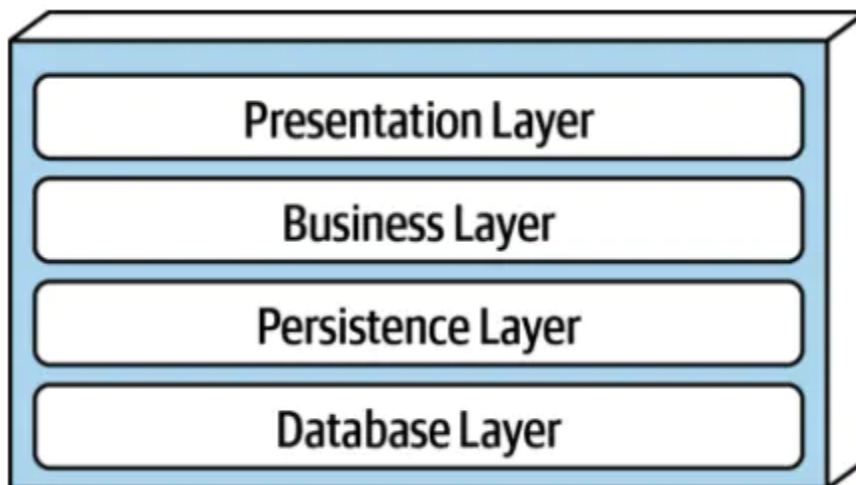 Presentation Layer
Business Layer
Persistence Layer
Database Layer